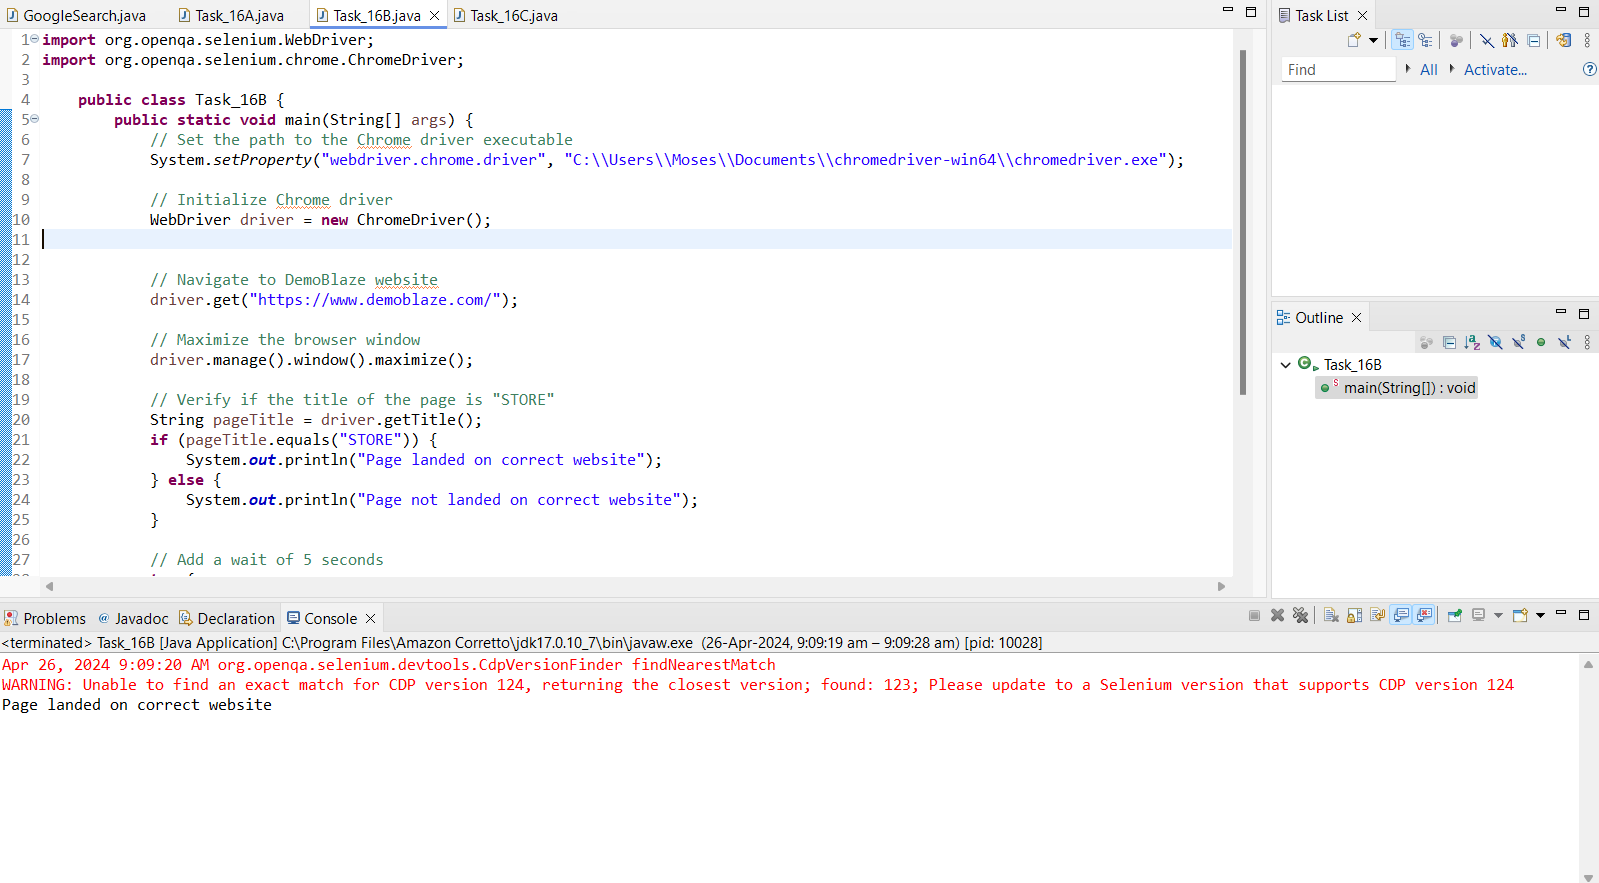 GoogleSearch.java Task_16A.java Task_16B.java Task_16C.java
1 import org.openqa.selenium.WebDriver;
2 import org.openqa.selenium.chrome.ChromeDriver;
3
4 public class Task_16B {
5 public static void main(String[] args) {
6 // Set the path to the Chrome driver executable
7 System.setProperty("webdriver.chrome.driver", "C:\\Users\\Moses\\Documents\\chromedriver-win64\\chromedriver.exe");
8
9 // Initialize Chrome driver
10 WebDriver driver = new ChromeDriver();
11
12
13 // Navigate to DemoBlaze website
14 driver.get("https://www.demoblaze.com/");
15
16 // Maximize the browser window
17 driver.manage().window().maximize();
18
19 // Verify if the title of the page is "STORE"
20 String pageTitle = driver.getTitle();
21 if (pageTitle.equals("STORE")) {
22 System.out.println("Page landed on correct website");
23 } else {
24 System.out.println("Page not landed on correct website");
25 }
26
27 // Add a wait of 5 seconds
Task List
Find All Activate...
Outline
Task_16B
main(String[]) : void
Problems Javadoc Declaration Console
<terminated> Task_16B [Java Application] C:\Program Files\Amazon Corretto\jdk17.0.10_7\bin\javaw.exe (26-Apr-2024, 9:09:19 am – 9:09:28 am) [pid: 10028]
Apr 26, 2024 9:09:20 AM org.openqa.selenium.devtools.CdpVersionFinder findNearestMatch
WARNING: Unable to find an exact match for CDP version 124, returning the closest version; found: 123; Please update to a Selenium version that supports CDP version 124
Page landed on correct website